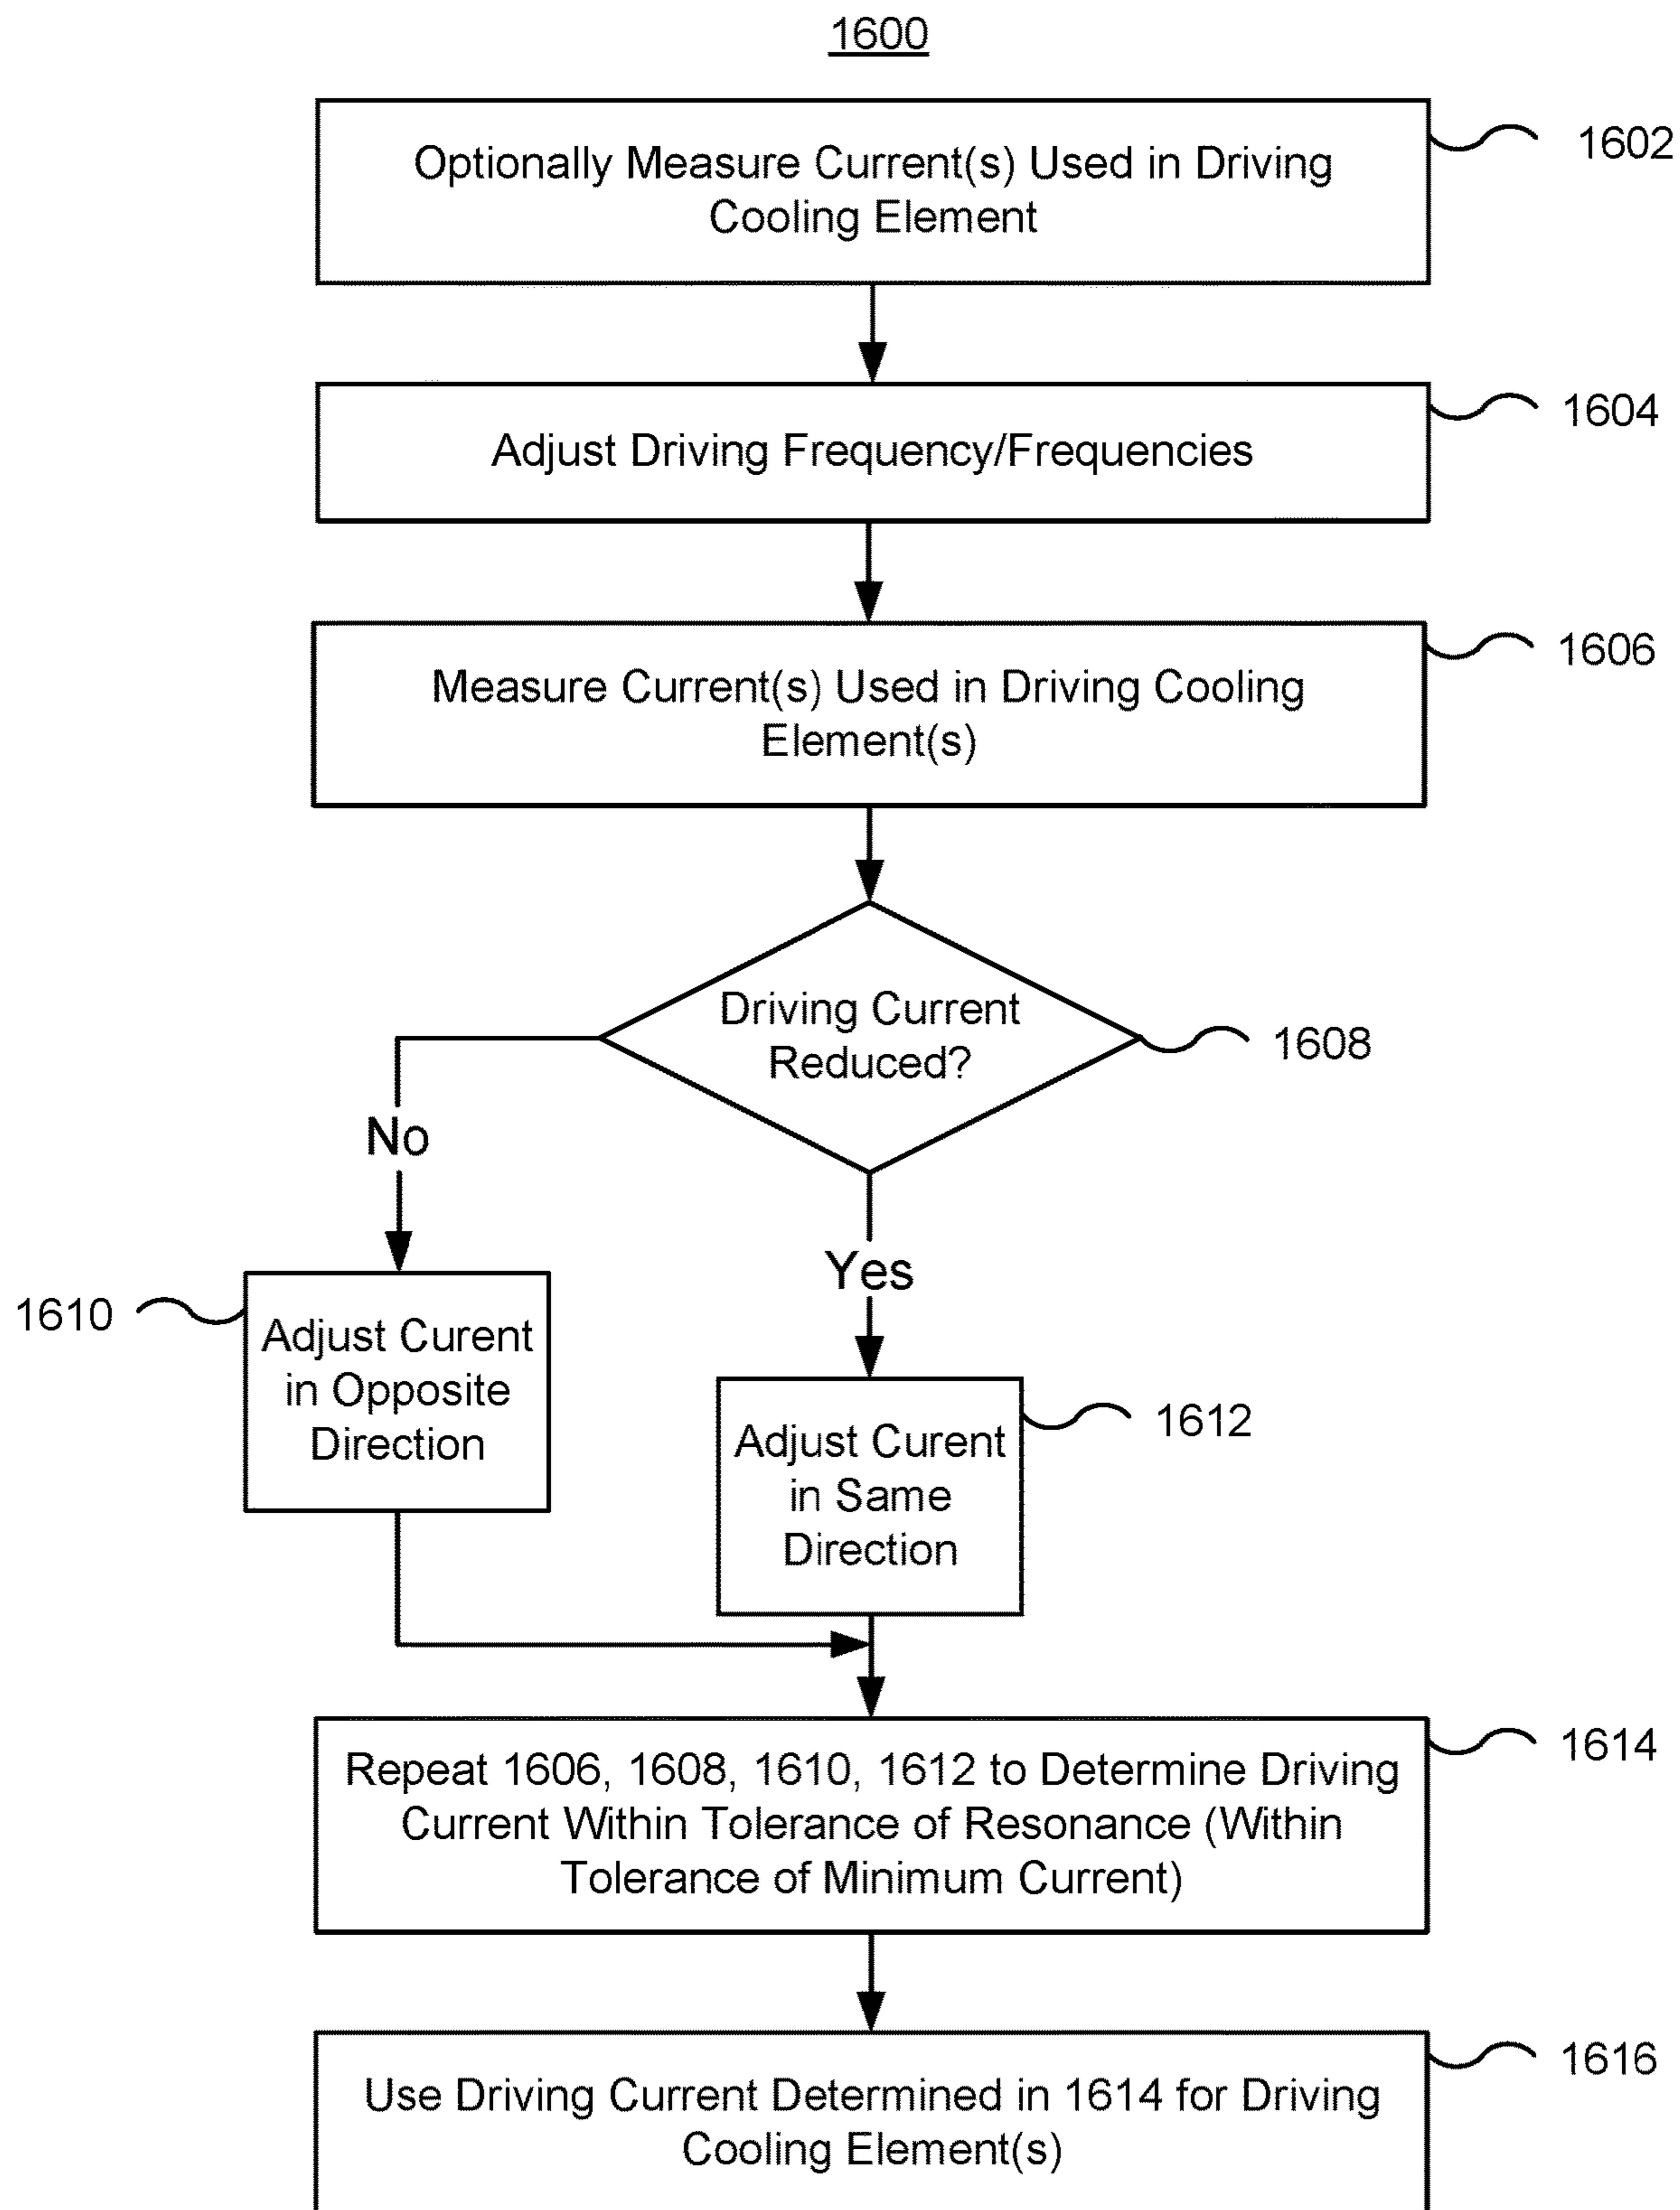 1600
Optionally Measure Current(s) Used in Driving
Cooling Element
1602
Adjust Driving Frequency/Frequencies
1604
Measure Current(s) Used in Driving Cooling
Element(s)
1606
Driving Current
Reduced?
1608
No
Yes
1610
Adjust Curent
in Opposite
Direction
Adjust Curent
in Same
Direction
1612
Repeat 1606, 1608, 1610, 1612 to Determine Driving
Current Within Tolerance of Resonance (Within
Tolerance of Minimum Current)
1614
Use Driving Current Determined in 1614 for Driving
Cooling Element(s)
1616